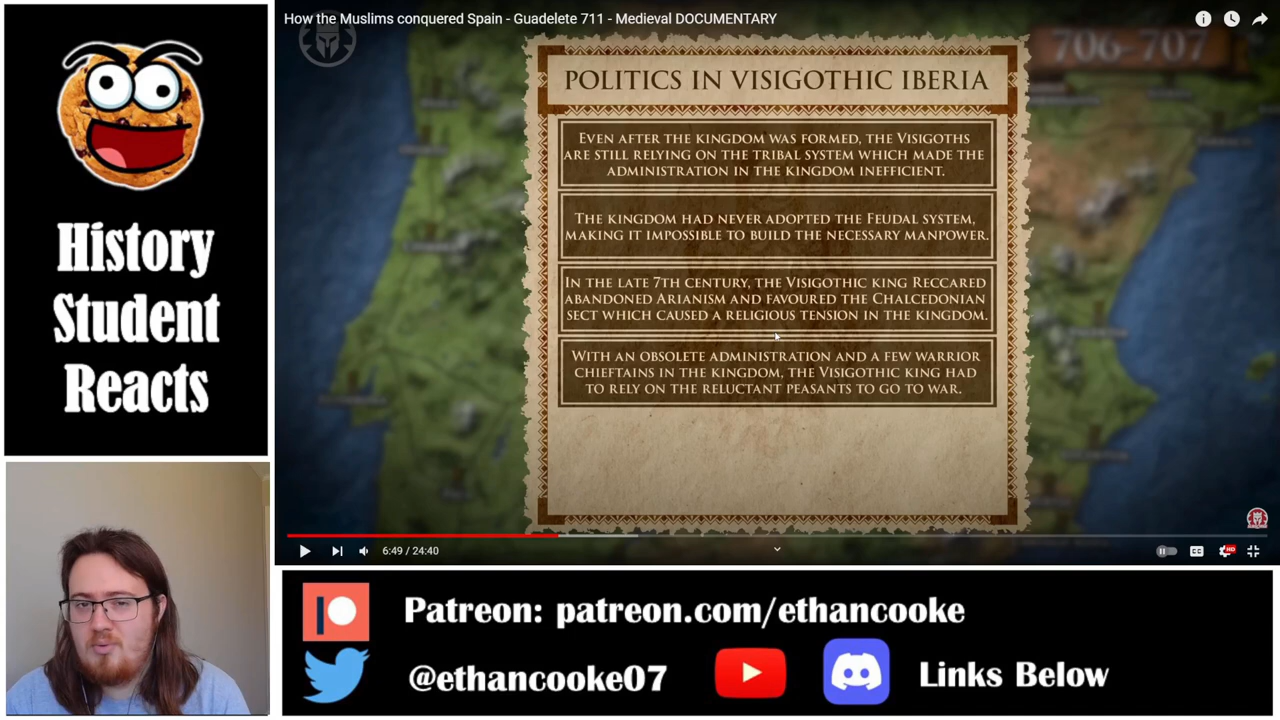 How the Muslims conquered Spain - Guadelete 711 - Medieval DOCUMENTARY
706-707
POLITICS IN VISIGOTHIC IBERIA
EVEN AFTER THE KINGDOM WAS FORMED, THE VISIGOTHS
ARE STILL RELYING ON THE TRIBAL SYSTEM WHICH MADE THE
ADMINISTRATION IN THE KINGDOM INEFFICIENT.
THE KINGDOM HAD NEVER ADOPTED THE FEUDAL SYSTEM,
MAKING IT IMPOSSIBLE TO BUILD THE NECESSARY MANPOWER.
IN THE LATE 7TH CENTURY, THE VISIGOTHIC KING RECCARED
ABANDONED ARIANISM AND FAVOURED THE CHALCEDONIAN
SECT WHICH CAUSED A RELIGIOUS TENSION IN THE KINGDOM.
WITH AN OBSOLETE ADMINISTRATION AND A FEW WARRIOR
CHIEFTAINS IN THE KINGDOM, THE VISIGOTHIC KING HAD
TO RELY ON THE RELUCTANT PEASANTS TO GO TO WAR.
6:49 / 24:40
CC
HD
History
Student
Reacts
Patreon: patreon.com/ethancooke
@ethancooke07
Links Below